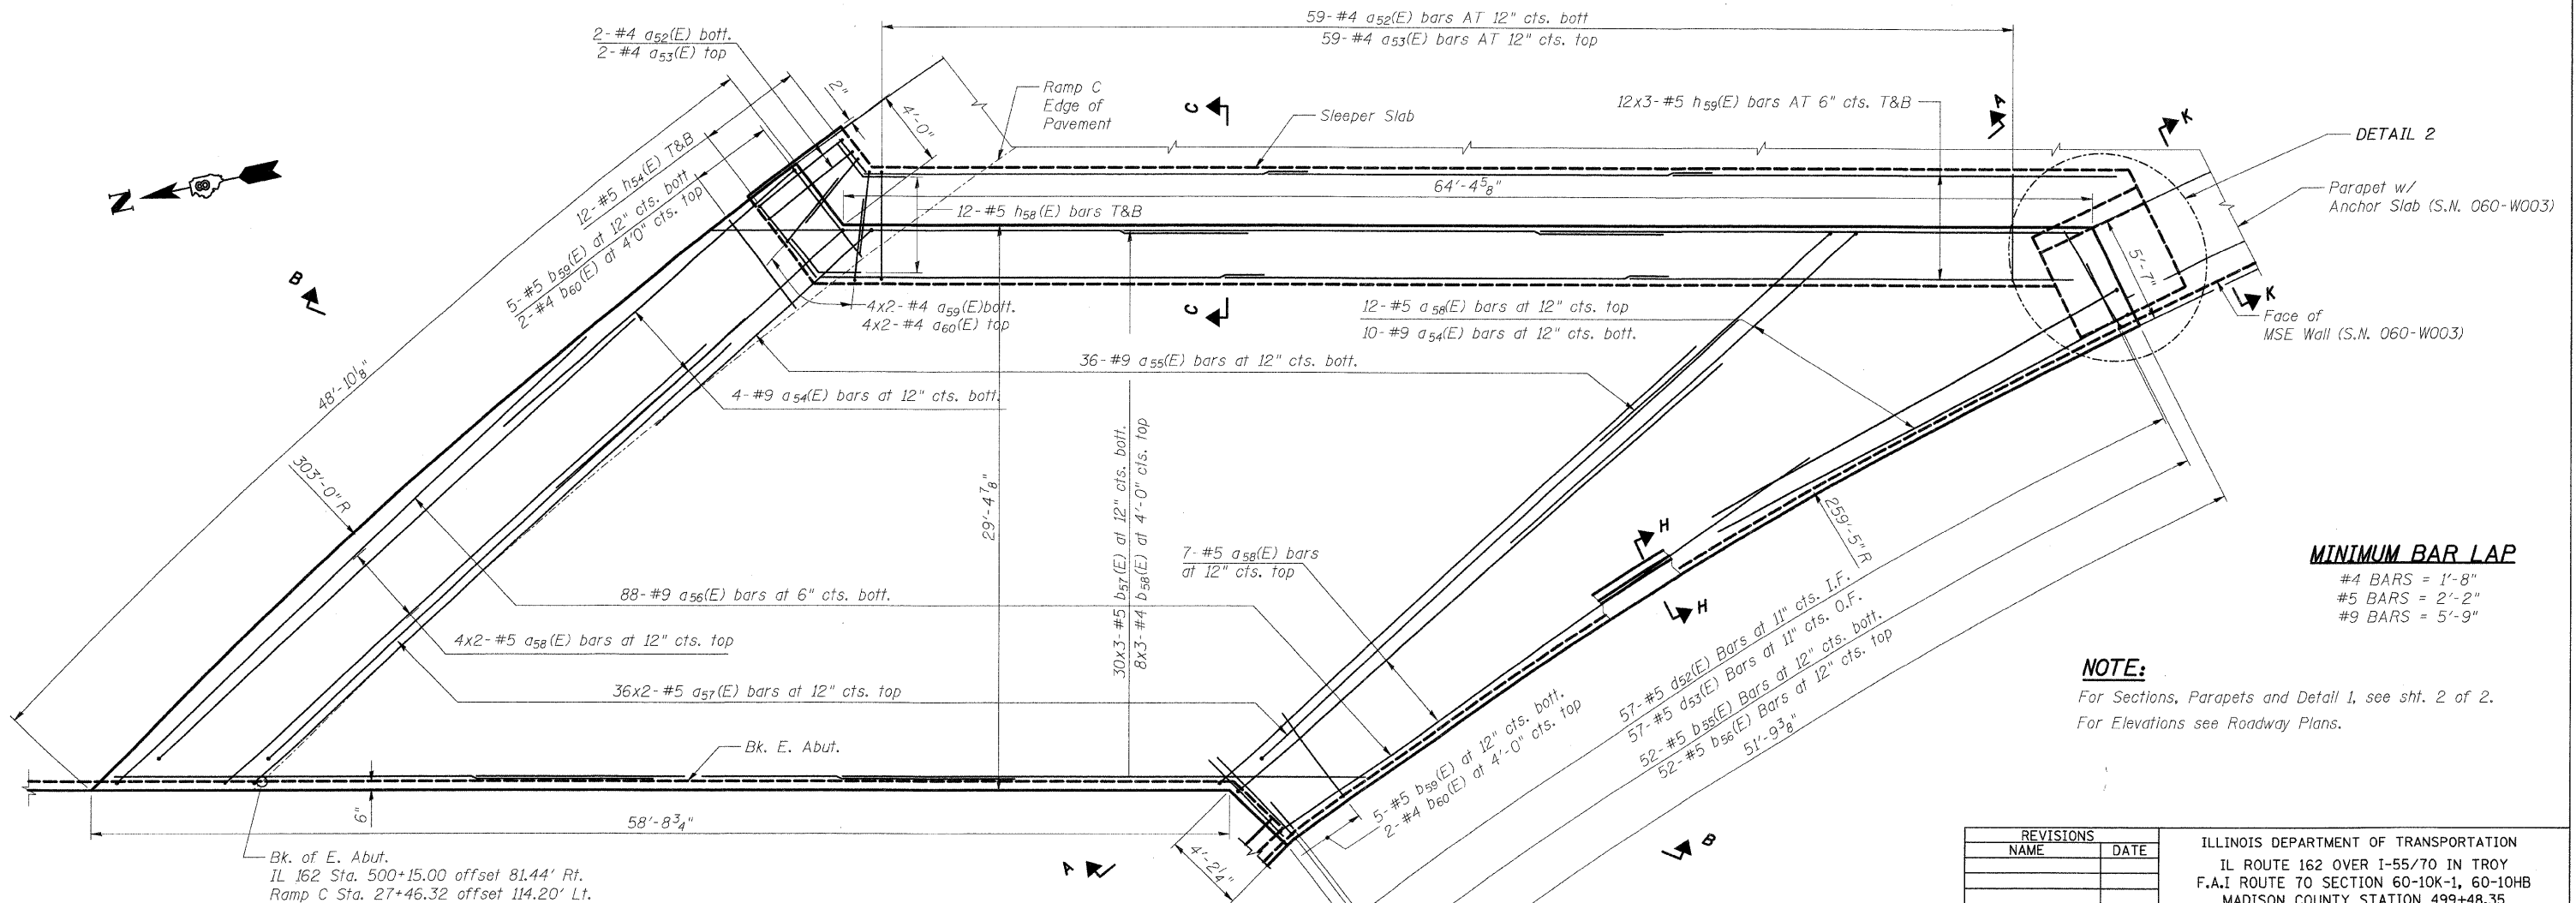 59-#4 a52(E) bars AT 12" cts. bott
59-#4 a53(E) bars AT 12" cts. top
2-#4 a52(E) bott.
2-#4 a53(E) top
2"
4'-0"
Ramp C
Edge of
Pavement
C
Sleeper Slab
12x3-#5 h59(E) bars AT 6" cts. T&B
A
K
DETAIL 2
N
12-#5 h54(E) T&B
5-#5 b59(E) at 12" cts. bott
2-#4 b60(E) at 4'0" cts. top
64'-4 5/8"
12-#5 h58(E) bars T&B
Parapet w/
Anchor Slab (S.N. 060-W003)
5'-7"
B
4x2-#4 a59(E)bott.
4x2-#4 a60(E) top
C
12-#5 a58(E) bars at 12" cts. top
10-#9 a54(E) bars at 12" cts. bott.
K
Face of
MSE Wall (S.N. 060-W003)
36-#9 a55(E) bars at 12" cts. bott.
48'-10 1/8"
4-#9 a54(E) bars at 12" cts. bott.
303'-0" R
29'-4 7/8"
30x3-#5 b57(E) at 12" cts. bott.
8x3-#4 b58(E) at 4'-0" cts. top
259'-5" R
H
7-#5 a58(E) bars
at 12" cts. top
H
MINIMUM BAR LAP
#4 BARS = 1'-8"
#5 BARS = 2'-2"
#9 BARS = 5'-9"
88-#9 a56(E) bars at 6" cts. bott.
4x2-#5 a58(E) bars at 12" cts. top
36x2-#5 a57(E) bars at 12" cts. top
57-#5 d52(E) Bars at 11" cts. I.F.
57-#5 d53(E) Bars at 11" cts. O.F.
52-#5 b55(E) Bars at 12" cts. bott.
52-#5 b56(E) Bars at 12" cts. top
51'-9 3/8"
NOTE:
For Sections, Parapets and Detail 1, see sht. 2 of 2.
For Elevations see Roadway Plans.
Bk. E. Abut.
5-#5 b59(E) at 12" cts. bott.
2-#4 b60(E) at 4'-0" cts. top
6"
58'-8 3/4"
4'-2 1/4"
A
B
Bk. of E. Abut.
IL 162 Sta. 500+15.00 offset 81.44' Rt.
Ramp C Sta. 27+46.32 offset 114.20' Lt.
REVISIONS
NAME DATE
ILLINOIS DEPARTMENT OF TRANSPORTATION
IL ROUTE 162 OVER I-55/70 IN TROY
F.A.I ROUTE 70 SECTION 60-10K-1, 60-10HB
MADISON COUNTY STATION 499+48.35